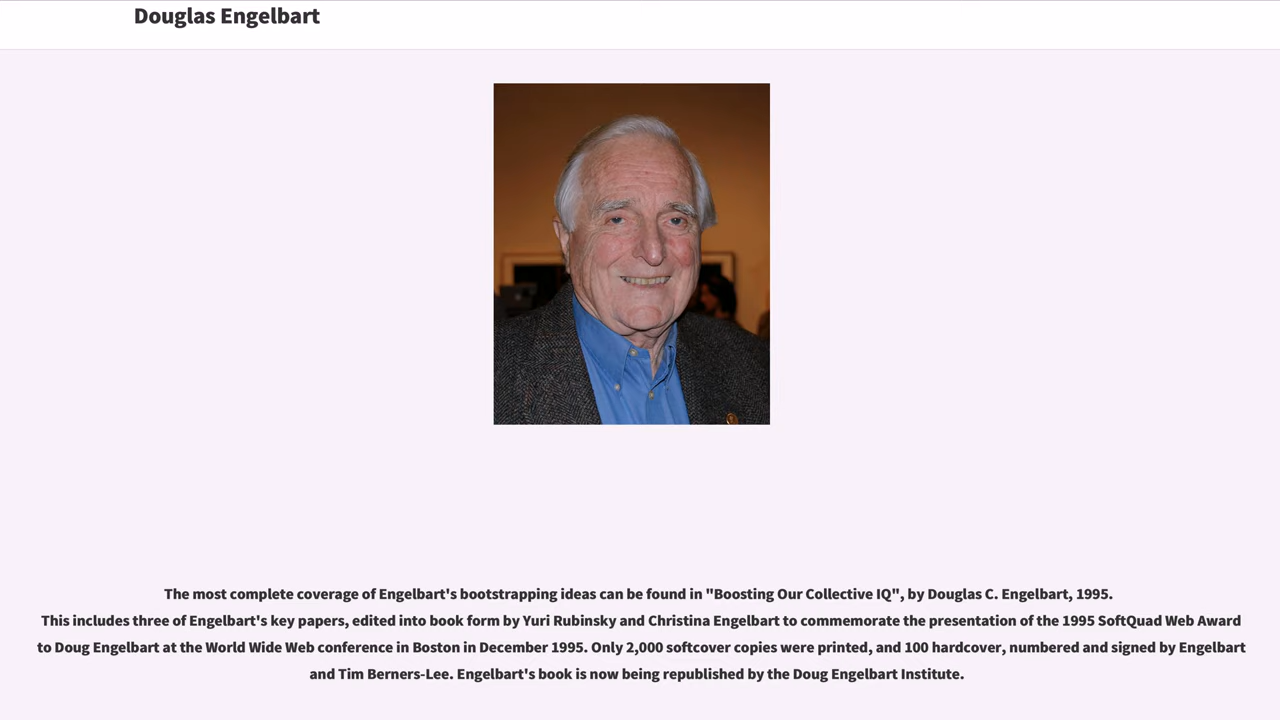 Douglas Engelbart
The most complete coverage of Engelbart's bootstrapping ideas can be found in "Boosting Our Collective IQ", by Douglas C. Engelbart, 1995.
This includes three of Engelbart's key papers, edited into book form by Yuri Rubinsky and Christina Engelbart to commemorate the presentation of the 1995 SoftQuad Web Award
to Doug Engelbart at the World Wide Web conference in Boston in December 1995. Only 2,000 softcover copies were printed, and 100 hardcover, numbered and signed by Engelbart
and Tim Berners-Lee. Engelbart's book is now being republished by the Doug Engelbart Institute.